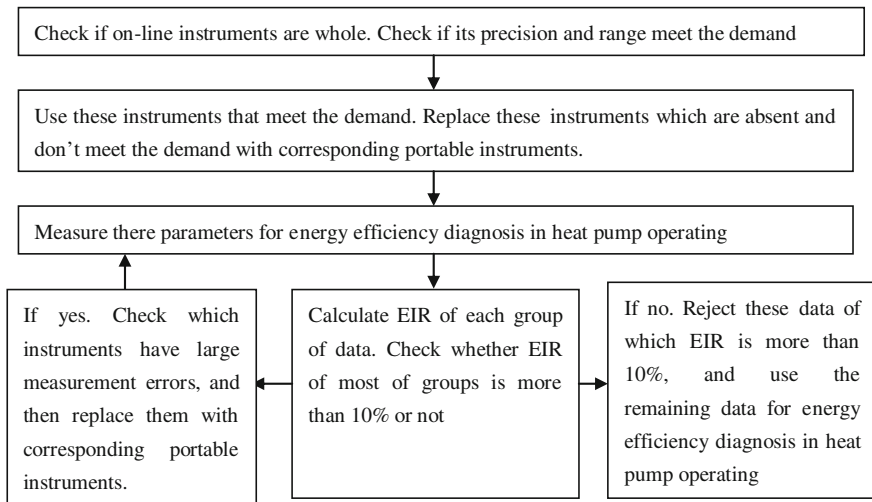 Check if on-line instruments are whole. Check if its precision and range meet the demand
Use these instruments that meet the demand. Replace these instruments which are absent and
don't meet the demand with corresponding portable instruments.
Measure there parameters for energy efficiency diagnosis in heat pump operating
If yes. Check which
instruments have large
measurement errors, and
then replace them with
corresponding portable
instruments.
Calculate EIR of each group
of data. Check whether EIR
of most of groups is more
than 10% or not
If no. Reject these data of
which EIR is more than
10%, and use the
remaining data for energy
efficiency diagnosis in heat
pump operating